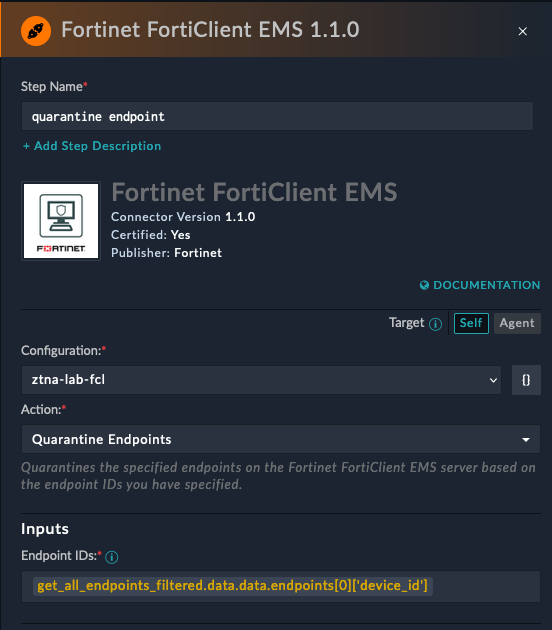 Fortinet FortiClient EMS 1.1.0
×
Step Name*
quarantine endpoint
+ Add Step Description
FORTINET
Fortinet FortiClient EMS
Connector Version 1.1.0
Certified: Yes
Publisher: Fortinet
DOCUMENTATION
Target Self Agent
Configuration:*
ztna-lab-fcl
{}
Action:*
Quarantine Endpoints
Quarantines the specified endpoints on the Fortinet FortiClient EMS server based on
the endpoint IDs you have specified.
Inputs
Endpoint IDs:*
get_all_endpoints_filtered.data.data.endpoints[0]['device_id']